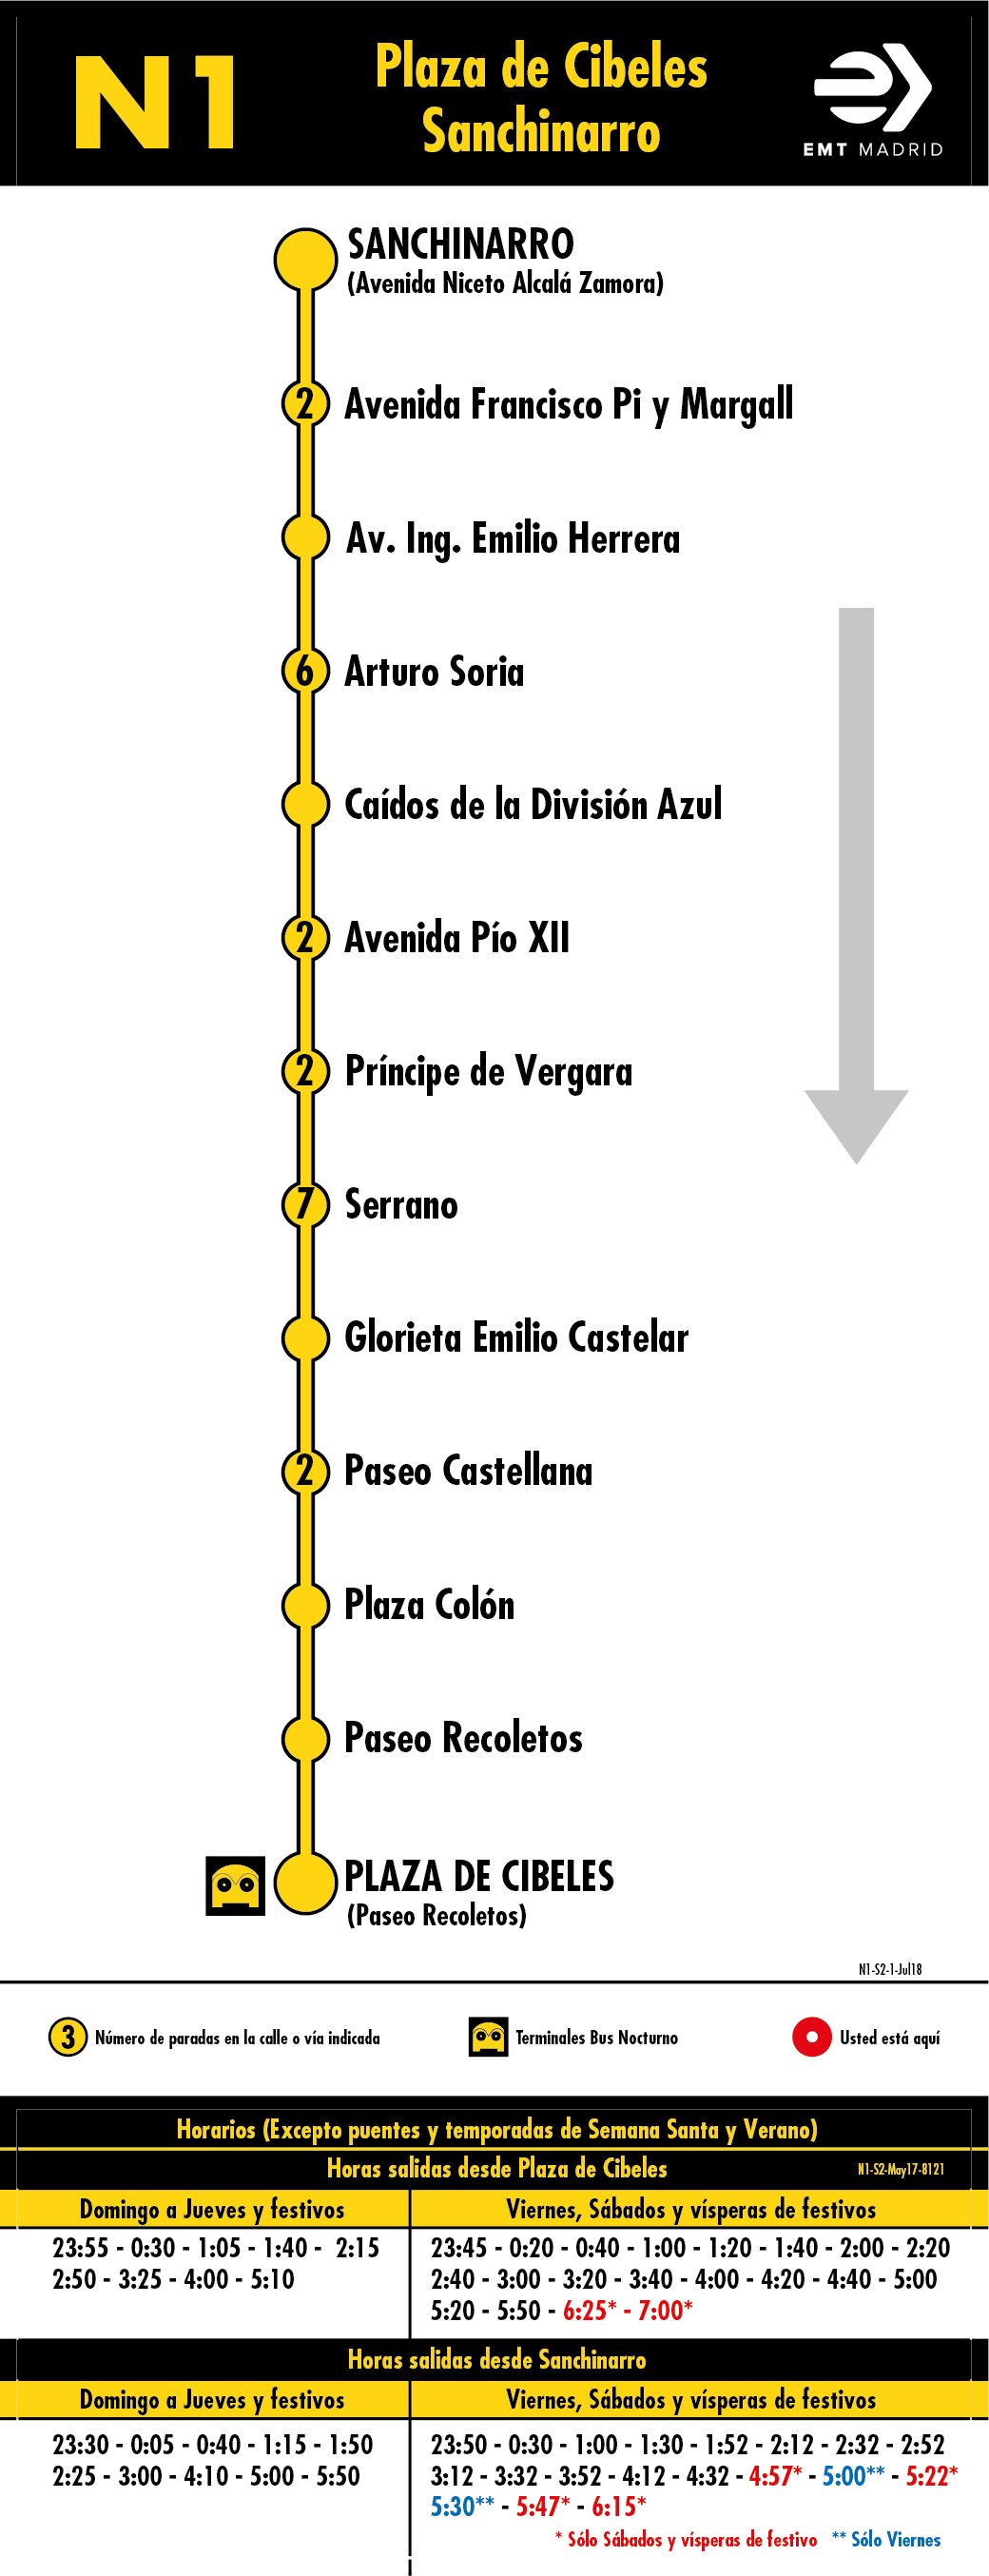 N1
Plaza de Cibeles
Sanchinarro
EMT MADRID
SANCHINARRO
(Avenida Niceto Alcalá Zamora)
2 Avenida Francisco Pi y Margall
Av. Ing. Emilio Herrera
6 Arturo Soria
Caídos de la División Azul
2 Avenida Pío XII
2 Príncipe de Vergara
7 Serrano
Glorieta Emilio Castelar
2 Paseo Castellana
Plaza Colón
Paseo Recoletos
PLAZA DE CIBELES
(Paseo Recoletos)
N1-S2-1-Jul18
3 Número de paradas en la calle o vía indicada
Terminales Bus Nocturno
Usted está aquí
Horarios (Excepto puentes y temporadas de Semana Santa y Verano)
Horas salidas desde Plaza de Cibeles
N1-S2-May17-8121
Domingo a Jueves y festivos
23:55 - 0:30 - 1:05 - 1:40 - 2:15
2:50 - 3:25 - 4:00 - 5:10
Viernes, Sábados y vísperas de festivos
23:45 - 0:20 - 0:40 - 1:00 - 1:20 - 1:40 - 2:00 - 2:20
2:40 - 3:00 - 3:20 - 3:40 - 4:00 - 4:20 - 4:40 - 5:00
5:20 - 5:50 - 6:25* - 7:00*
Horas salidas desde Sanchinarro
Domingo a Jueves y festivos
23:30 - 0:05 - 0:40 - 1:15 - 1:50
2:25 - 3:00 - 4:10 - 5:00 - 5:50
Viernes, Sábados y vísperas de festivos
23:50 - 0:30 - 1:00 - 1:30 - 1:52 - 2:12 - 2:32 - 2:52
3:12 - 3:32 - 3:52 - 4:12 - 4:32 - 4:57* - 5:00** - 5:22*
5:30** - 5:47* - 6:15*
* Sólo Sábados y vísperas de festivo ** Sólo Viernes